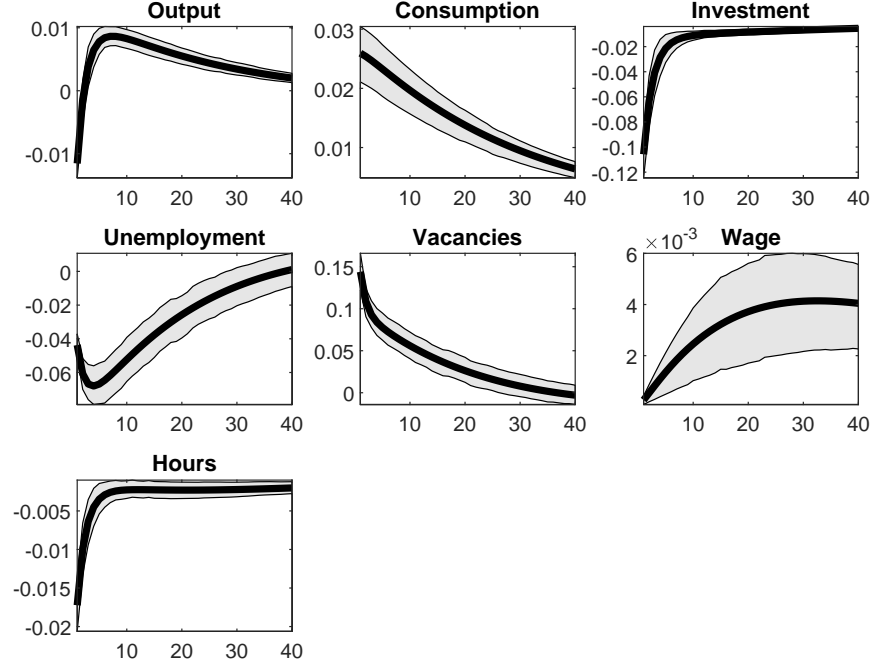 Output
0.01
0
-0.01
10 20 30 40
Consumption
0.03
0.02
0.01
10 20 30 40
Investment
-0.02
-0.04
-0.06
-0.08
-0.1
-0.12
10 20 30 40
Unemployment
0
-0.02
-0.04
-0.06
10 20 30 40
Vacancies
0.15
0.1
0.05
0
10 20 30 40
Wage
×10⁻³
6
4
2
10 20 30 40
Hours
-0.005
-0.01
-0.015
-0.02
10 20 30 40